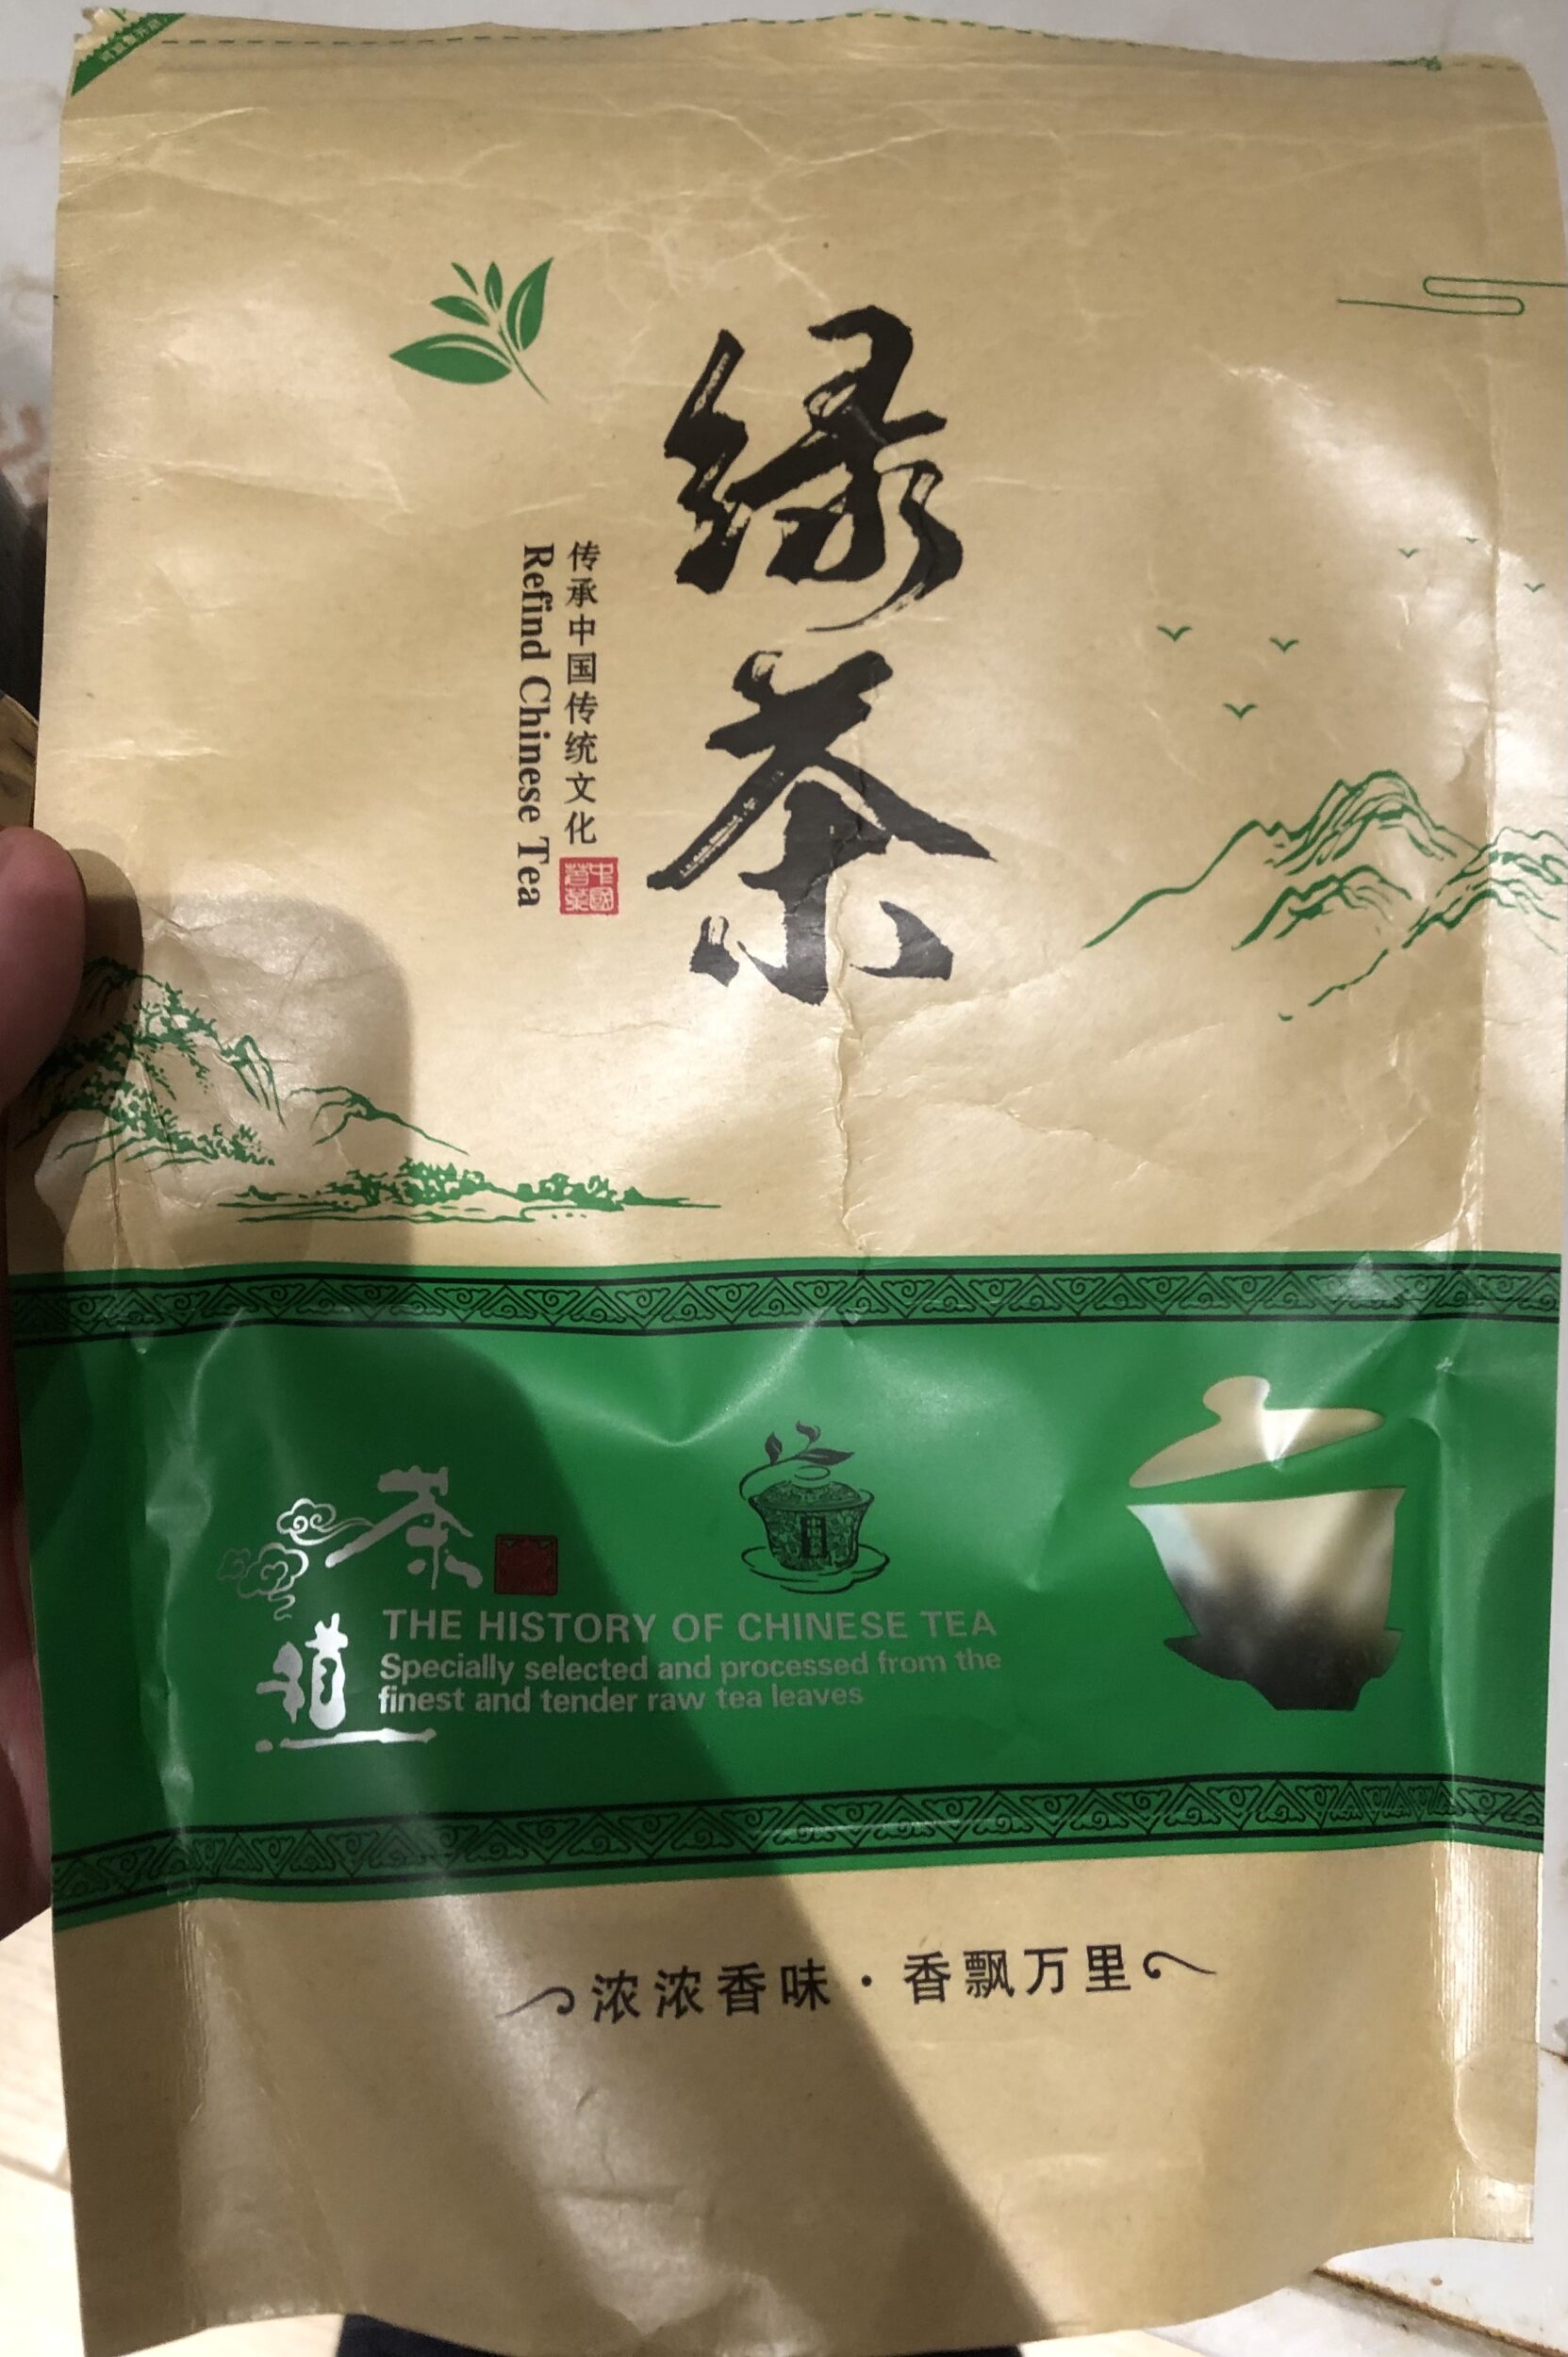 绿茶
传承中国传统文化
Refind Chinese Tea
茶道
THE HISTORY OF CHINESE TEA
Specially selected and processed from the
finest and tender raw tea leaves
浓浓香味·香飘万里